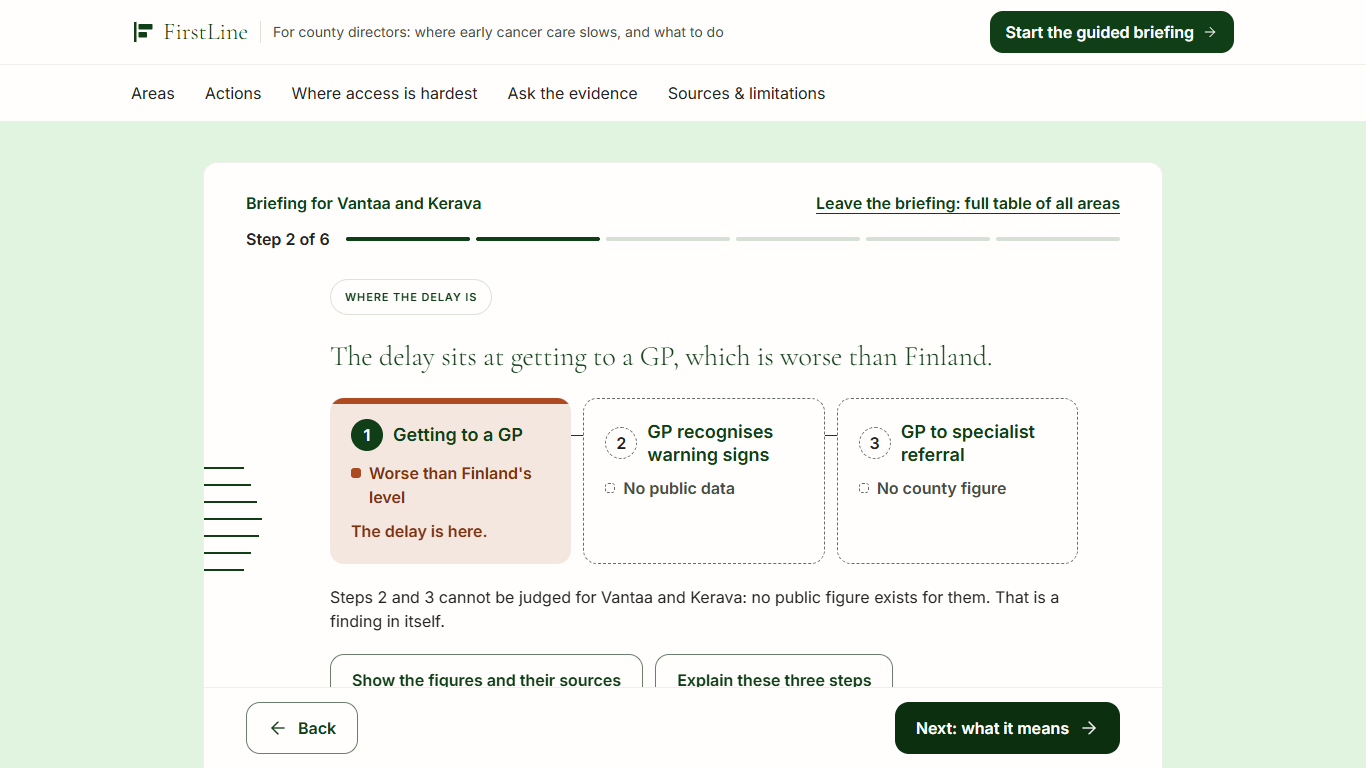 FirstLine
For county directors: where early cancer care slows, and what to do
Start the guided briefing →
Areas
Actions
Where access is hardest
Ask the evidence
Sources & limitations
Briefing for Vantaa and Kerava
Leave the briefing: full table of all areas
Step 2 of 6
WHERE THE DELAY IS
The delay sits at getting to a GP, which is worse than Finland.
1
Getting to a GP
Worse than Finland's
level
The delay is here.
2
GP recognises
warning signs
No public data
3
GP to specialist
referral
No county figure
Steps 2 and 3 cannot be judged for Vantaa and Kerava: no public figure exists for them. That is a
finding in itself.
Show the figures and their sources
Explain these three steps
← Back
Next: what it means →